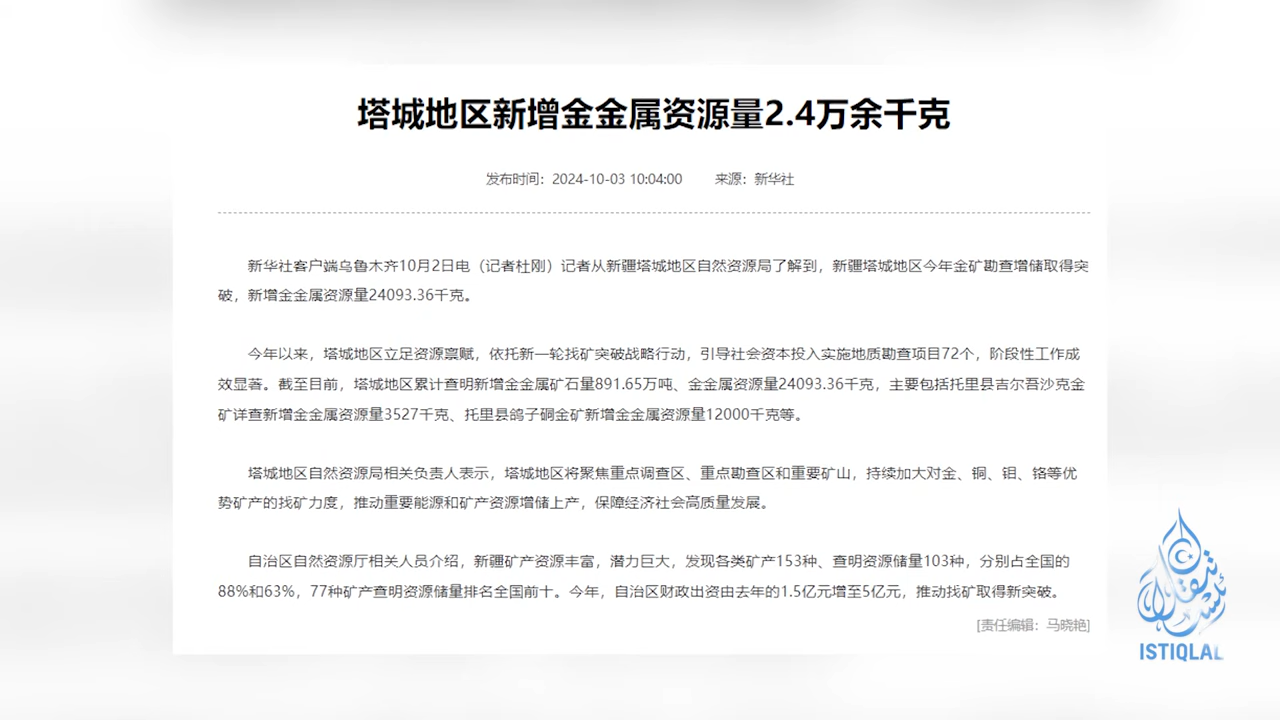 塔城地区新增金金属资源量2.4万余千克
发布时间：2024-10-03 10:04:00 来源：新华社
新华社客户端乌鲁木齐10月2日电（记者杜刚）记者从新疆塔城地区自然资源局了解到，新疆塔城地区今年金矿勘查增储取得突
破，新增金金属资源量24093.36千克。
今年以来，塔城地区立足资源禀赋，依托新一轮找矿突破战略行动，引导社会资本投入实施地质勘查项目72个，阶段性工作成
效显著。截至目前，塔城地区累计查明新增金金属矿石量891.65万吨、金金属资源量24093.36千克，主要包括托里县吉尔吾沙克金
矿详查新增金金属资源量3527千克、托里县鸽子硐金矿新增金金属资源量12000千克等。
塔城地区自然资源局相关负责人表示，塔城地区将聚焦重点调查区、重点勘查区和重要矿山，持续加大对金、铜、钼、铬等优
势矿产的找矿力度，推动重要能源和矿产资源增储上产，保障经济社会高质量发展。
自治区自然资源厅相关人员介绍，新疆矿产资源丰富，潜力巨大，发现各类矿产153种、查明资源储量103种，分别占全国的
88%和63%，77种矿产查明资源储量排名全国前十。今年，自治区财政出资由去年的1.5亿元增至5亿元，推动找矿取得新突破。
[责任编辑：马晓艳]
ISTIQLAL